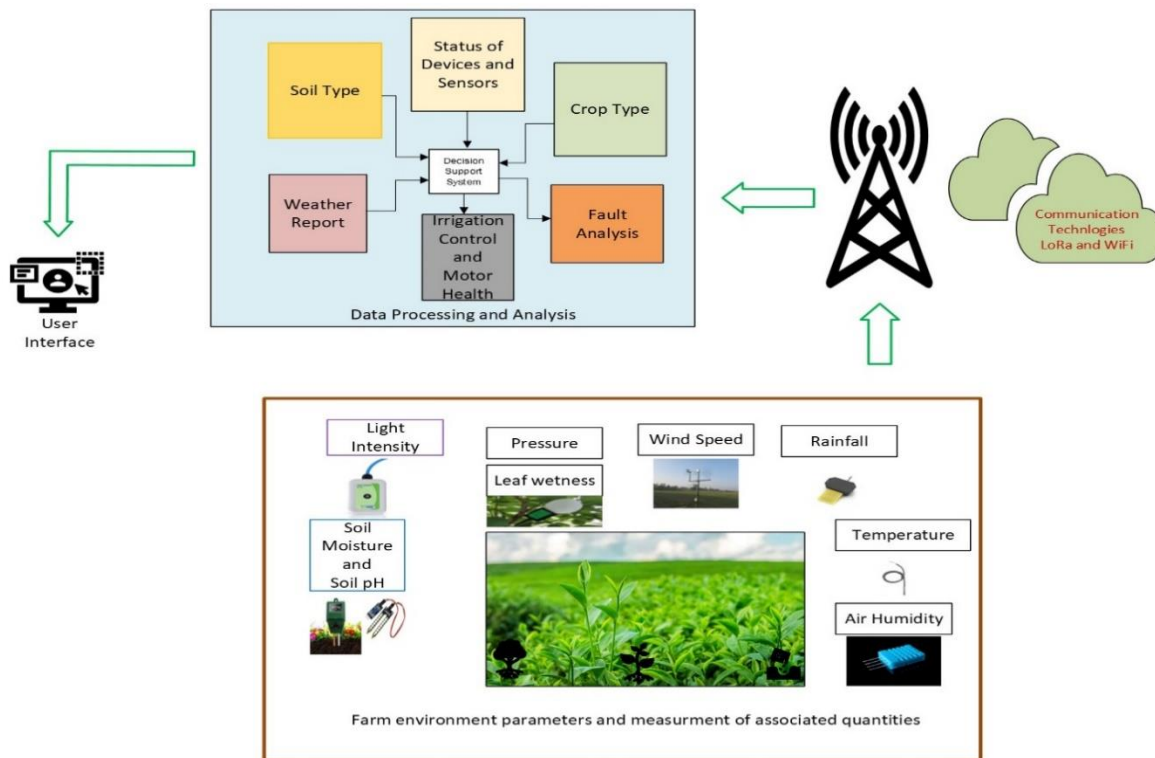 Status of
Devices and
Sensors
Soil Type
Crop Type
Decision
Support
System
Weather
Report
Fault
Analysis
Irrigation
Control
and
Motor
Health
Data Processing and Analysis
User
Interface
Communication
Technlogies
LoRa and WiFi
Light
Intensity
Pressure
Wind Speed
Rainfall
Leaf wetness
Soil
Moisture
and
Soil pH
Temperature
Air Humidity
Farm environment parameters and measurment of associated quantities